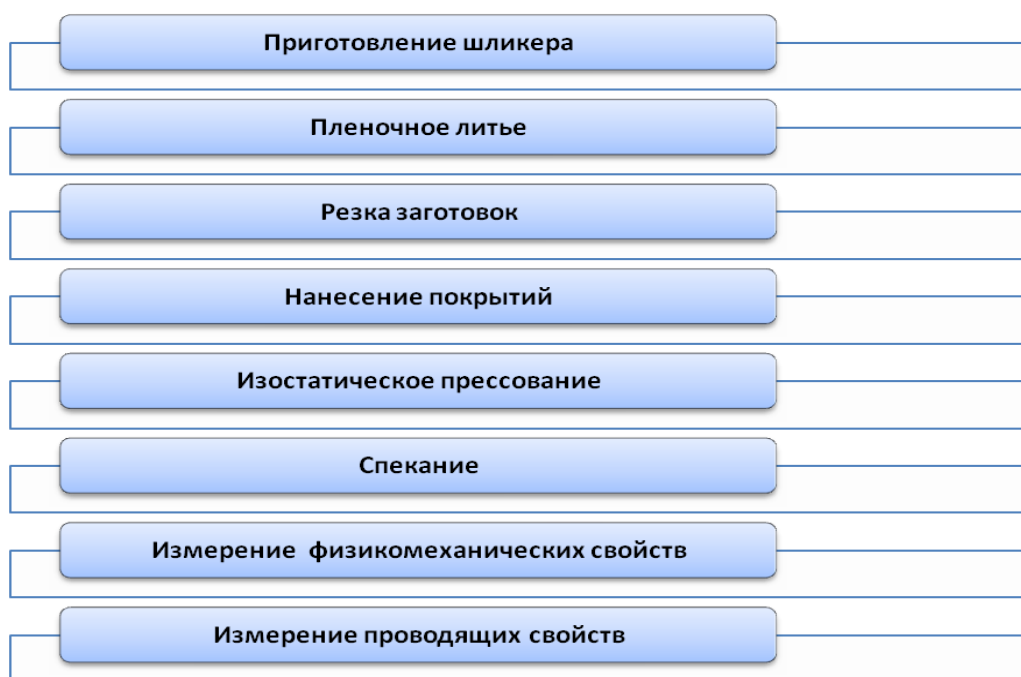 Приготовление шликера
Пленочное литье
Резка заготовок
Нанесение покрытий
Изостатическое прессование
Спекание
Измерение физикомеханических свойств
Измерение проводящих свойств